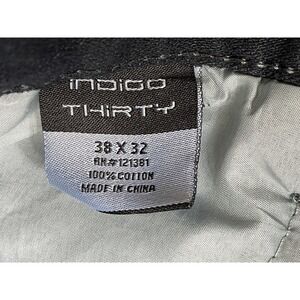 INDIGO
THIRTY
38 X 32
RN#121381
100% COTTON
MADE IN CHINA